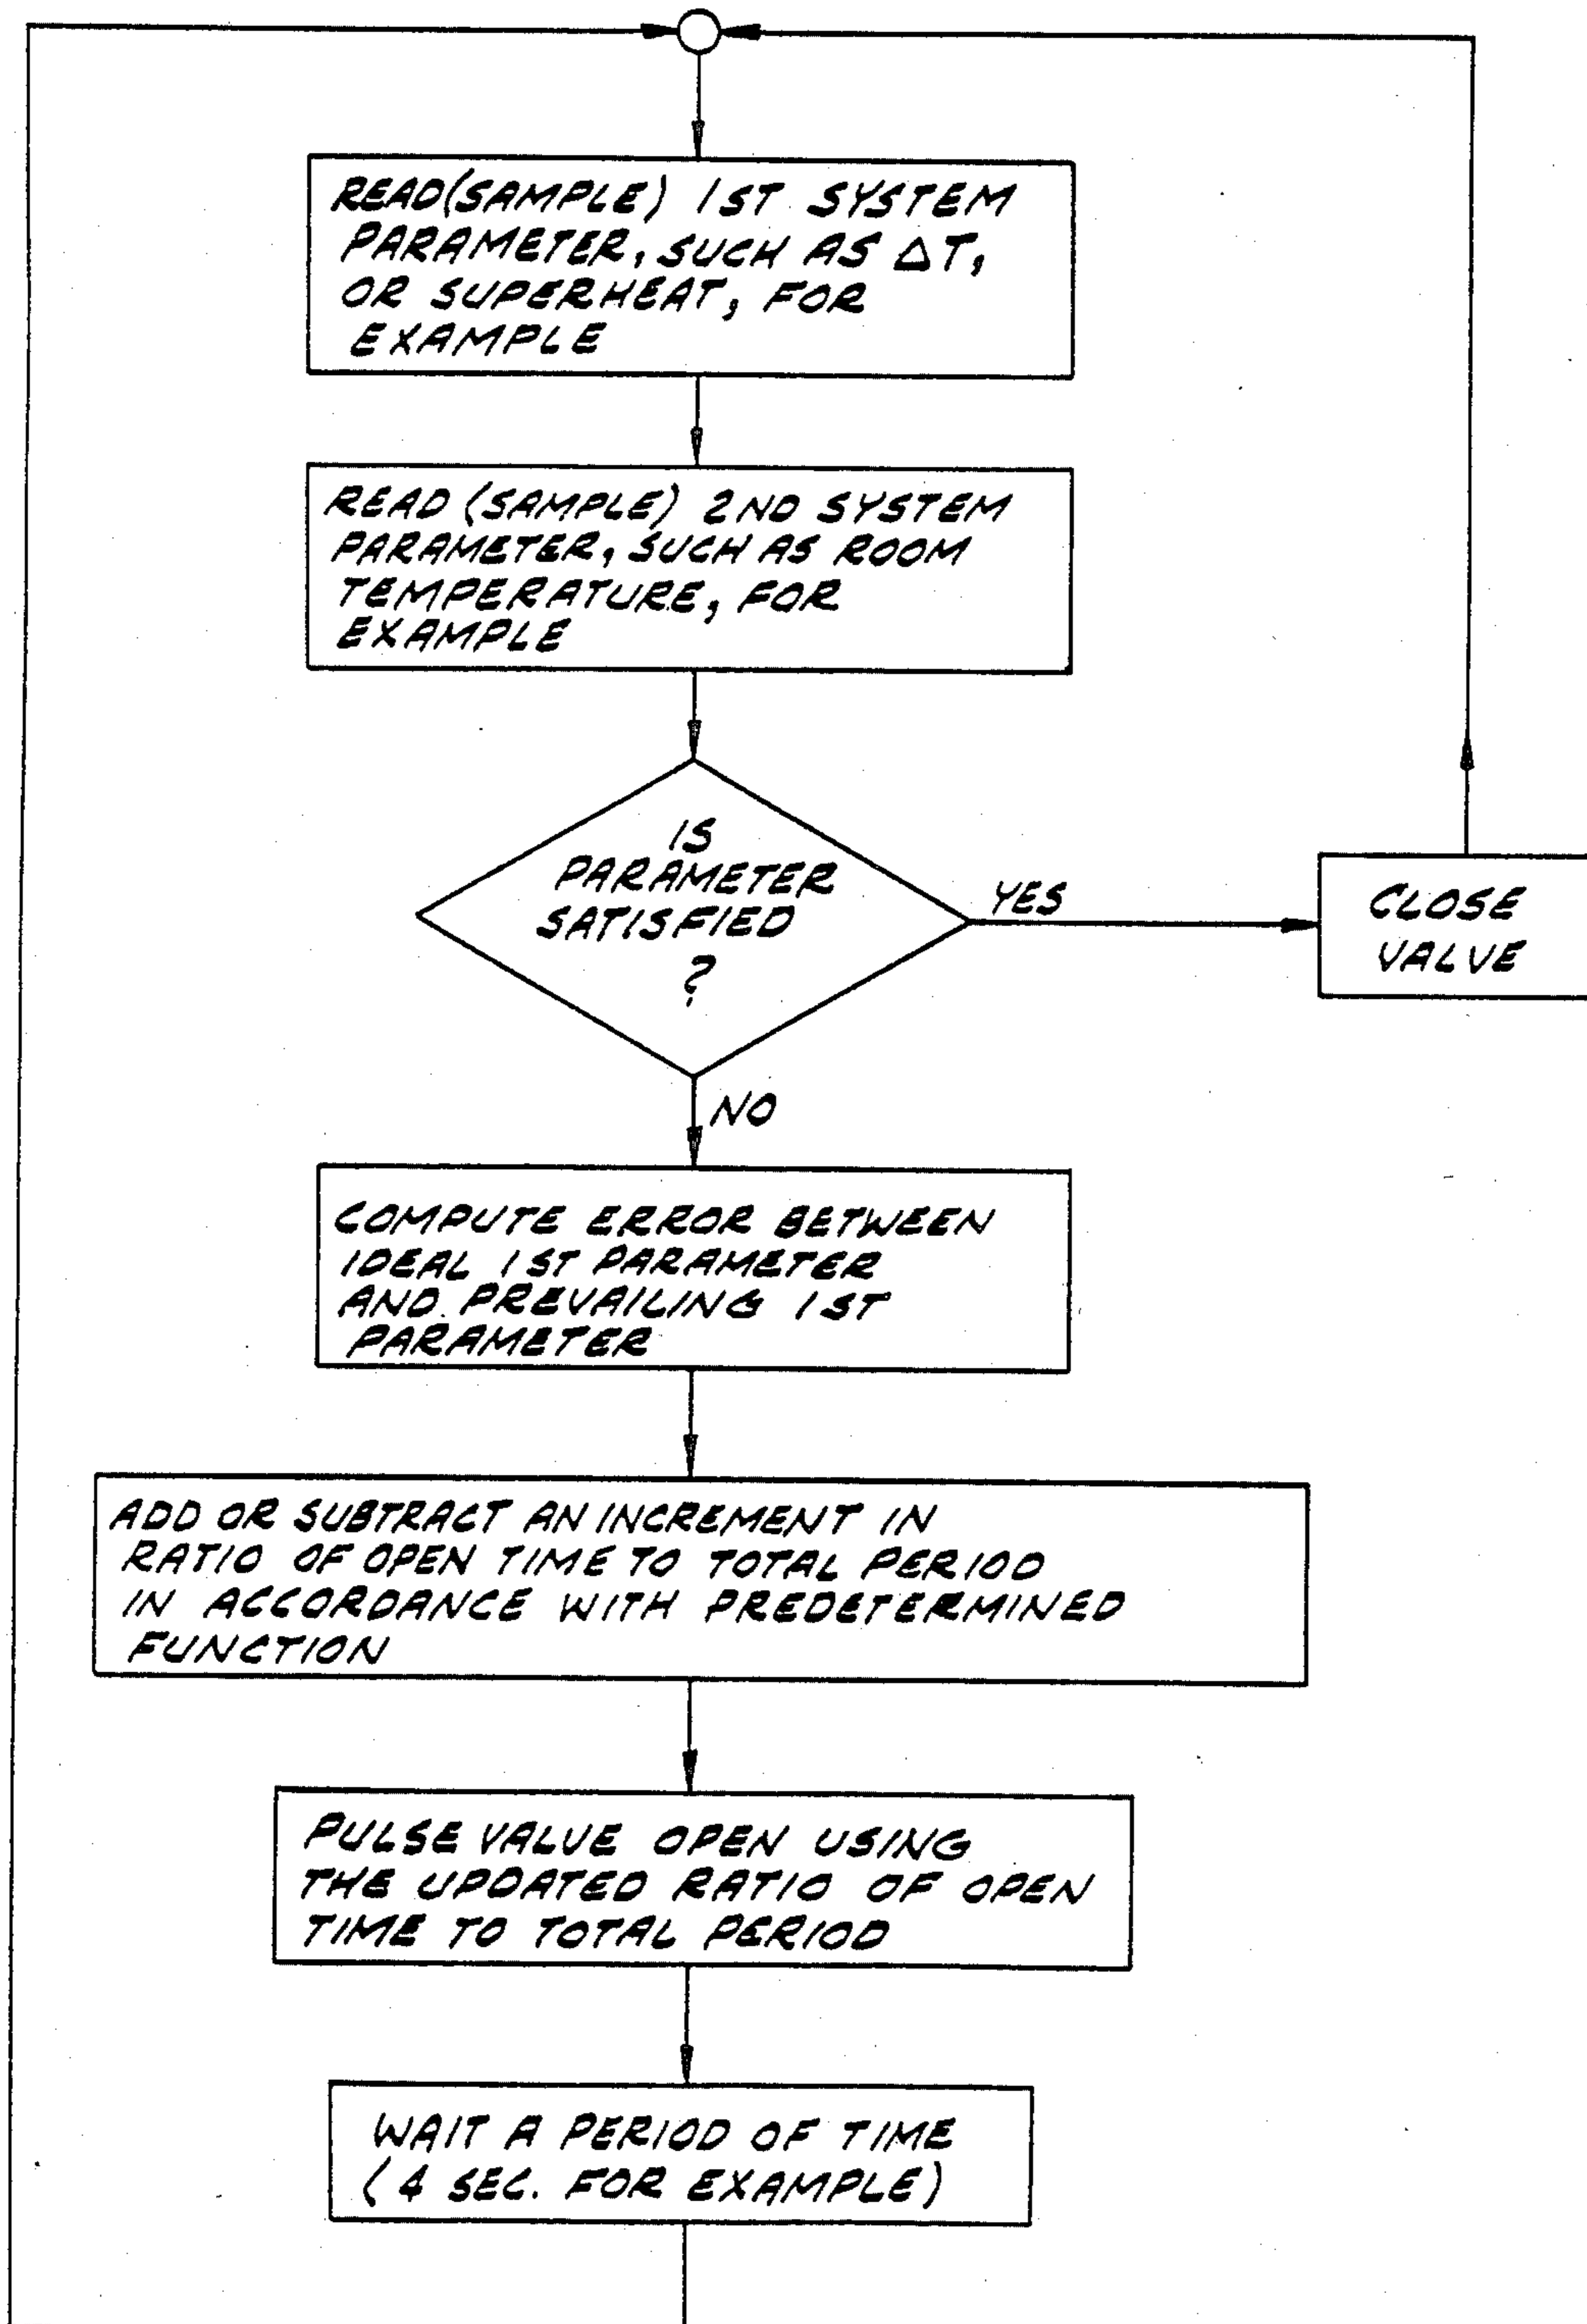 READ(SAMPLE) 1ST SYSTEM
PARAMETER, SUCH AS ΔT,
OR SUPERHEAT, FOR
EXAMPLE
READ (SAMPLE) 2ND SYSTEM
PARAMETER, SUCH AS ROOM
TEMPERATURE, FOR
EXAMPLE
IS
PARAMETER
SATISFIED
?
YES
CLOSE
VALVE
NO
COMPUTE ERROR BETWEEN
IDEAL 1ST PARAMETER
AND PREVAILING 1ST
PARAMETER
ADD OR SUBTRACT AN INCREMENT IN
RATIO OF OPEN TIME TO TOTAL PERIOD
IN ACCORDANCE WITH PREDETERMINED
FUNCTION
PULSE VALVE OPEN USING
THE UPDATED RATIO OF OPEN
TIME TO TOTAL PERIOD
WAIT A PERIOD OF TIME
(4 SEC. FOR EXAMPLE)